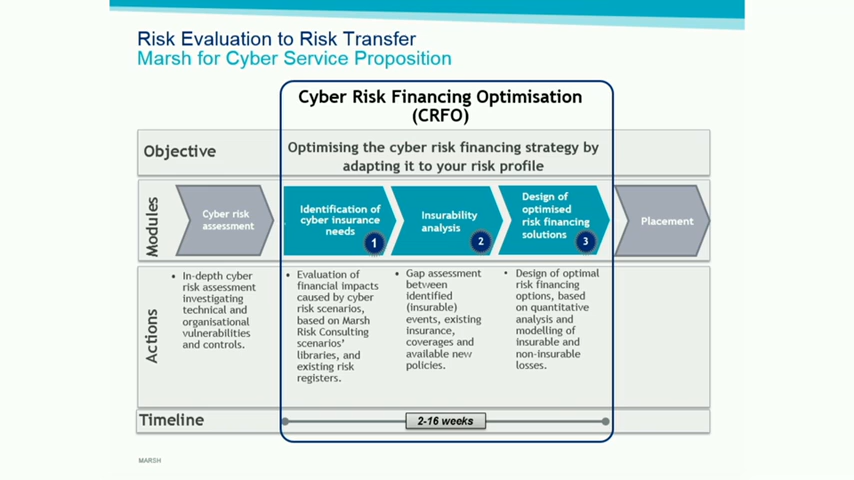 Risk Evaluation to Risk Transfer
Marsh for Cyber Service Proposition
Cyber Risk Financing Optimisation
(CRFO)
Objective
Optimising the cyber risk financing strategy by
adapting it to your risk profile
Modules
Cyber risk
assessment
Identification of
cyber insurance
needs
1
Insurability
analysis
2
Design of
optimised
risk financing
solutions
3
Placement
Actions
• In-depth cyber
risk assessment
investigating
technical and
organisational
vulnerabilities
and controls.
• Evaluation of
financial impacts
caused by cyber
risk scenarios,
based on Marsh
Risk Consulting
scenarios'
libraries, and
existing risk
registers.
• Gap assessment
between
identified
(insurable)
events, existing
insurance,
coverages and
available new
policies.
• Design of optimal
risk financing
options, based
on quantitative
analysis and
modelling of
insurable and
non-insurable
losses.
Timeline
2-16 weeks
MARSH